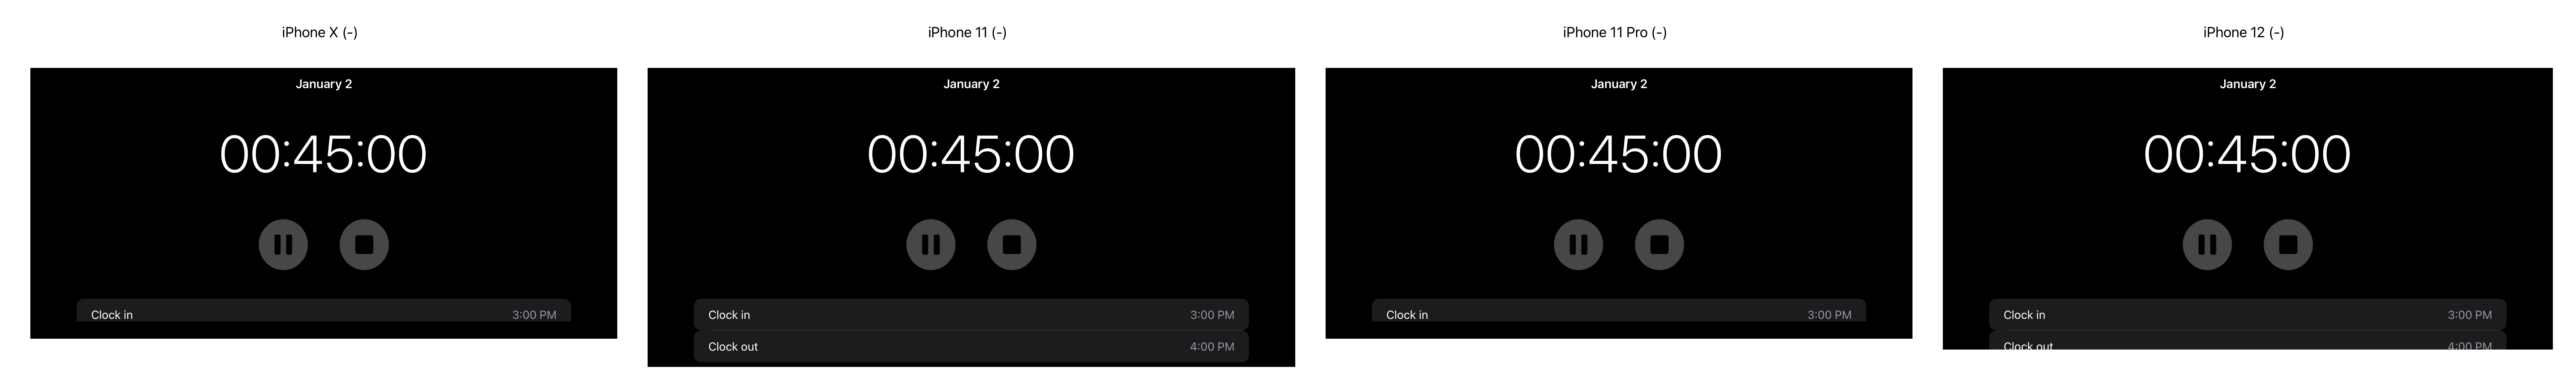 iPhone X (-)
January 2
00:45:00
Clock in 3:00 PM
iPhone 11 (-)
January 2
00:45:00
Clock in 3:00 PM
Clock out 4:00 PM
iPhone 11 Pro (-)
January 2
00:45:00
Clock in 3:00 PM
iPhone 12 (-)
January 2
00:45:00
Clock in 3:00 PM
Clock out 4:00 PM